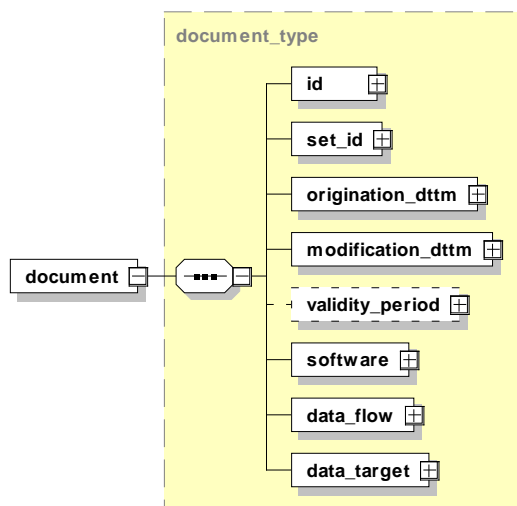 document_type
id
set_id
origination_dttm
modification_dttm
document
validity_period
software
data_flow
data_target